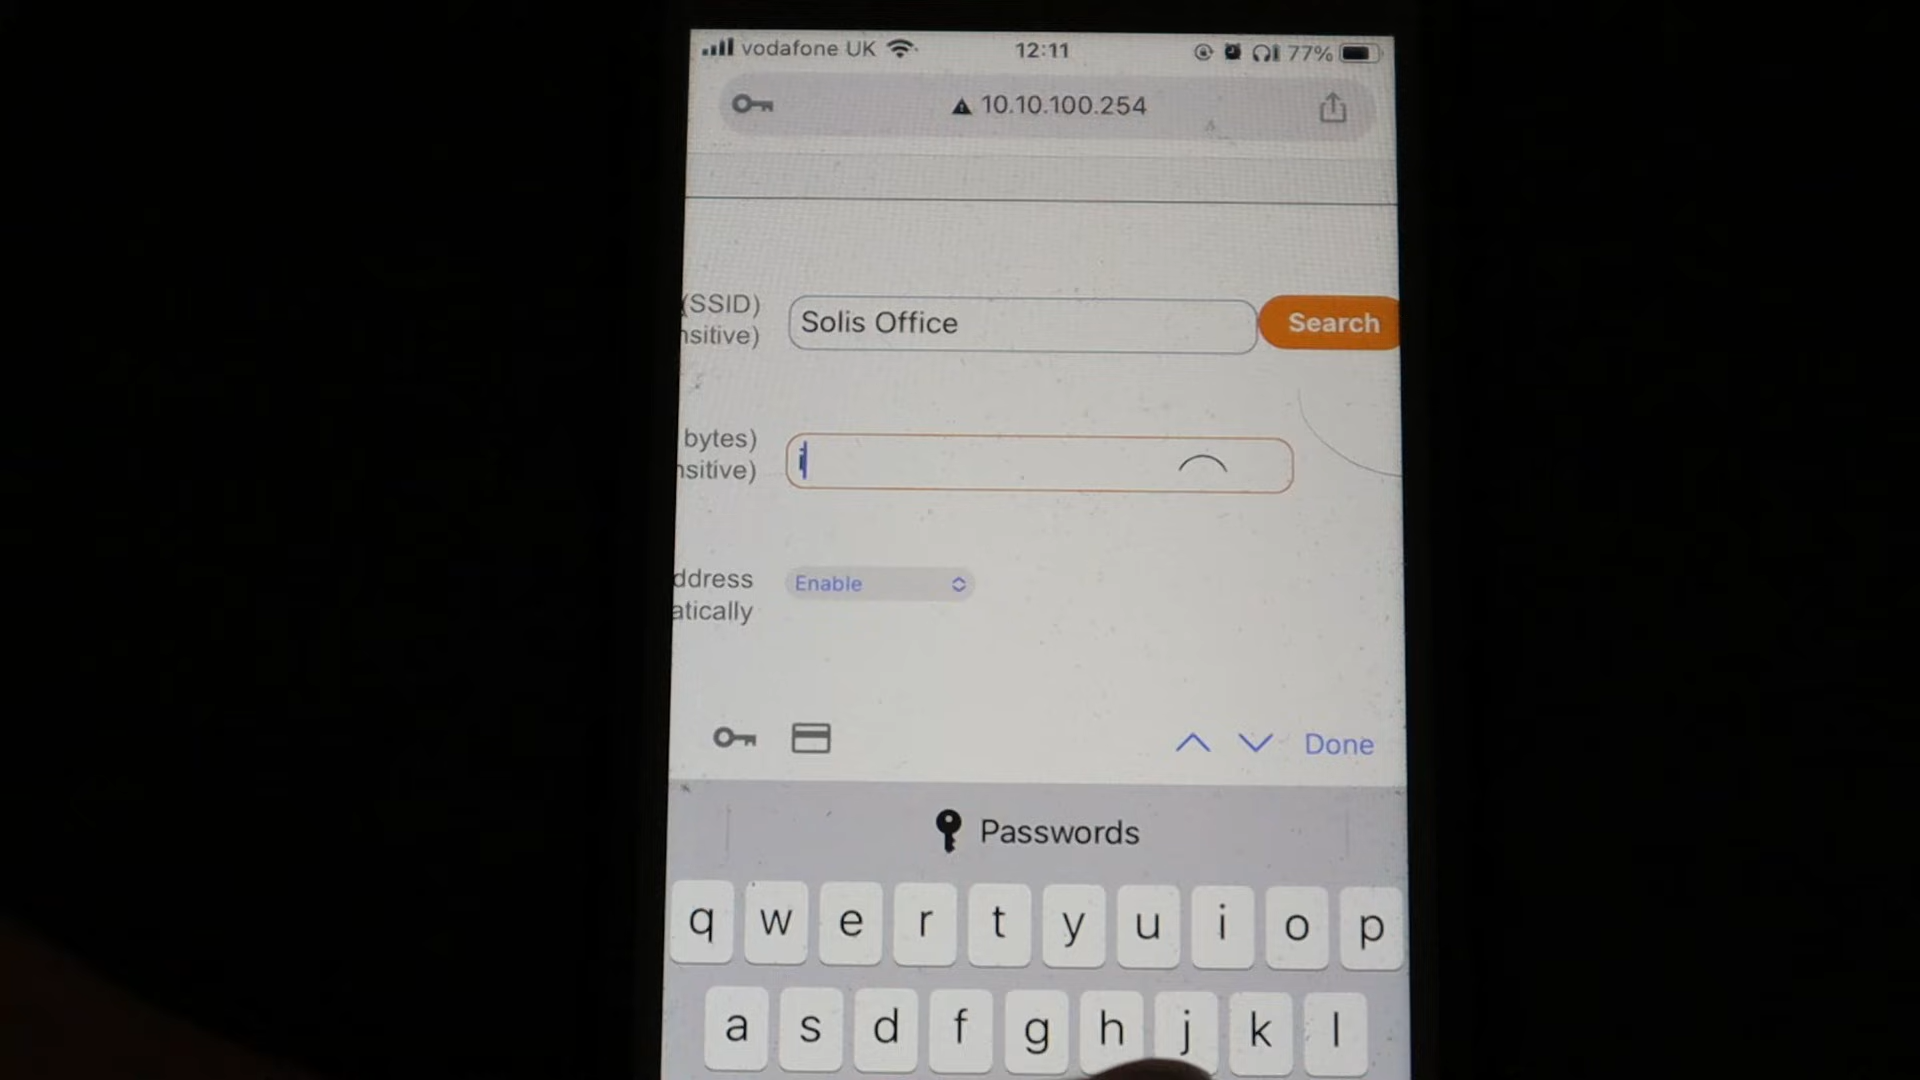 vodafone UK 12:11 77%
10.10.100.254
(SSID)
nsitive)
Solis Office
Search
bytes)
nsitive)
i
ddress
atically
Enable
Done
Passwords
q w e r t y u i o p
a s d f g h j k l